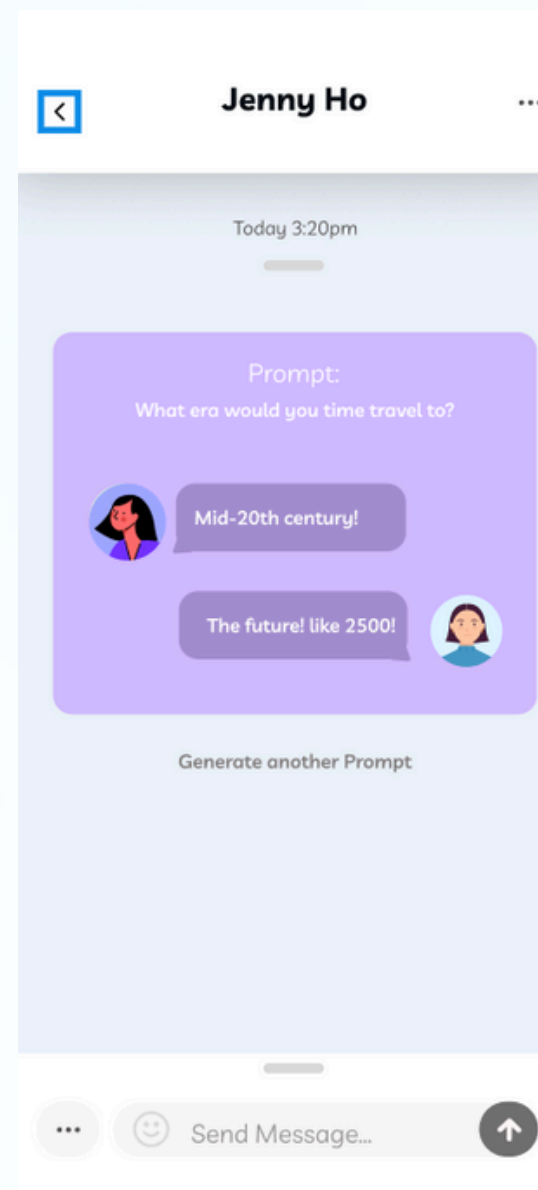 Jenny Ho
Today 3:20pm
Prompt:
What era would you time travel to?
Mid-20th century!
The future! like 2500!
Generate another Prompt
Send Message...